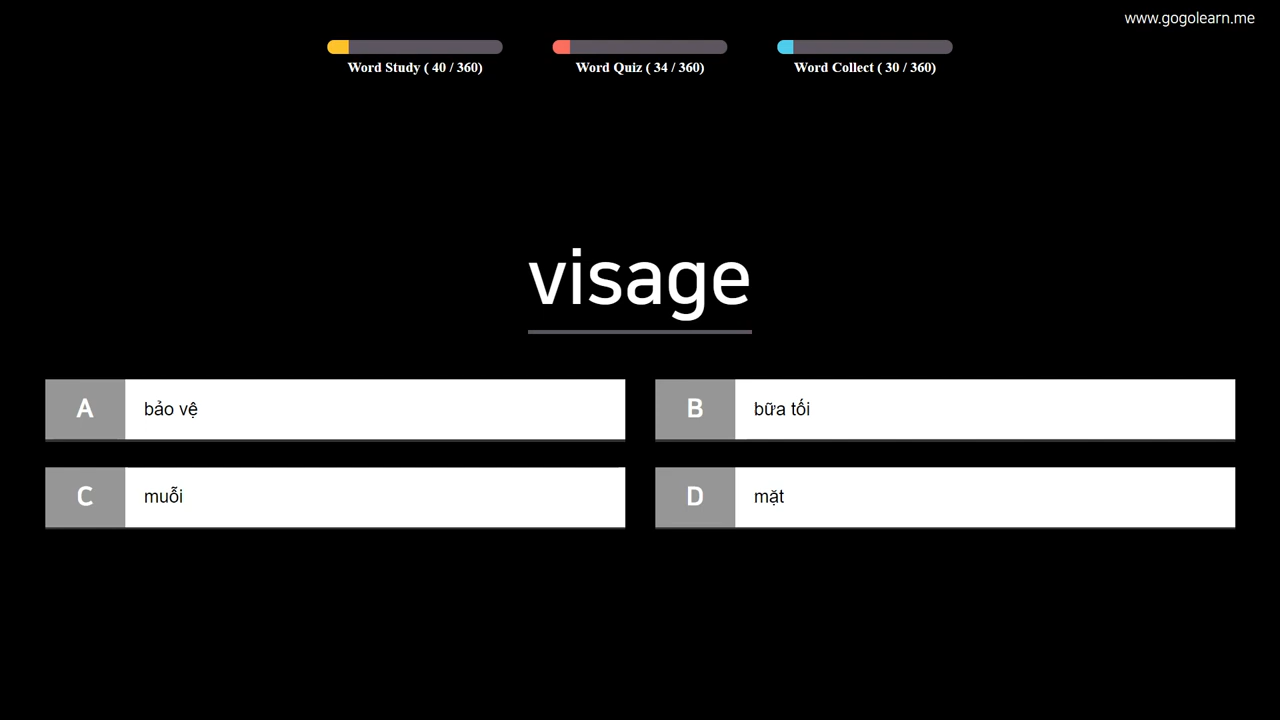 www.gogolearn.me
Word Study ( 40 / 360)
Word Quiz ( 34 / 360)
Word Collect ( 30 / 360)
visage
A bảo vệ
B bữa tối
C muỗi
D mặt